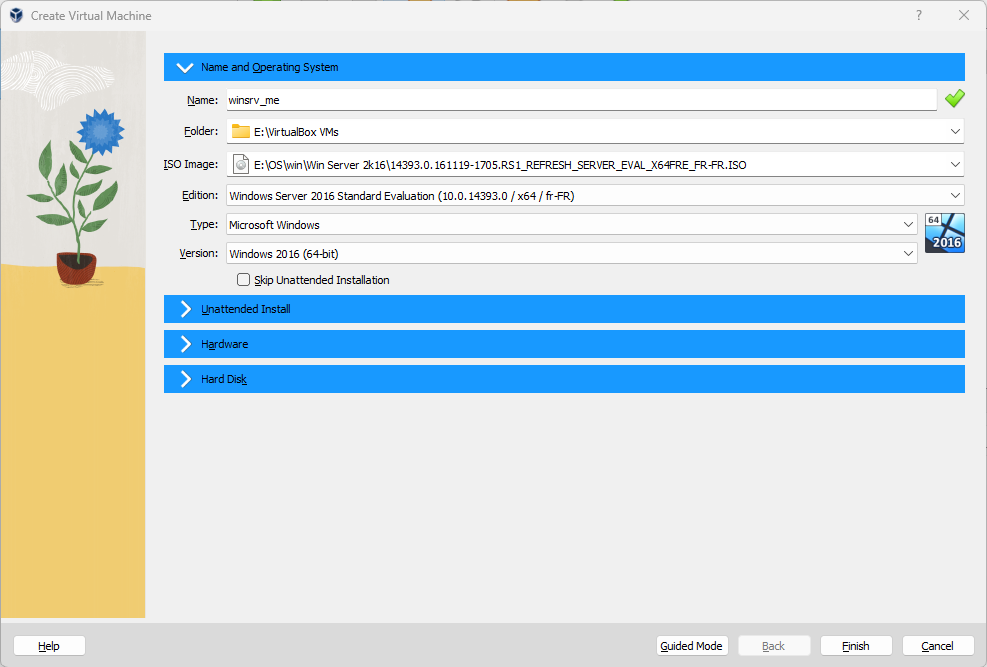 Create Virtual Machine
?
Name and Operating System
Name: winsrv_me
Folder: E:\VirtualBox VMs
ISO Image: E:\OS\win\Win Server 2k16\14393.0.161119-1705.RS1_REFRESH_SERVER_EVAL_X64FRE_FR-FR.ISO
Edition: Windows Server 2016 Standard Evaluation (10.0.14393.0 / x64 / fr-FR)
Type: Microsoft Windows
64
2016
Version: Windows 2016 (64-bit)
Skip Unattended Installation
Unattended Install
Hardware
Hard Disk
Help
Guided Mode
Back
Finish
Cancel